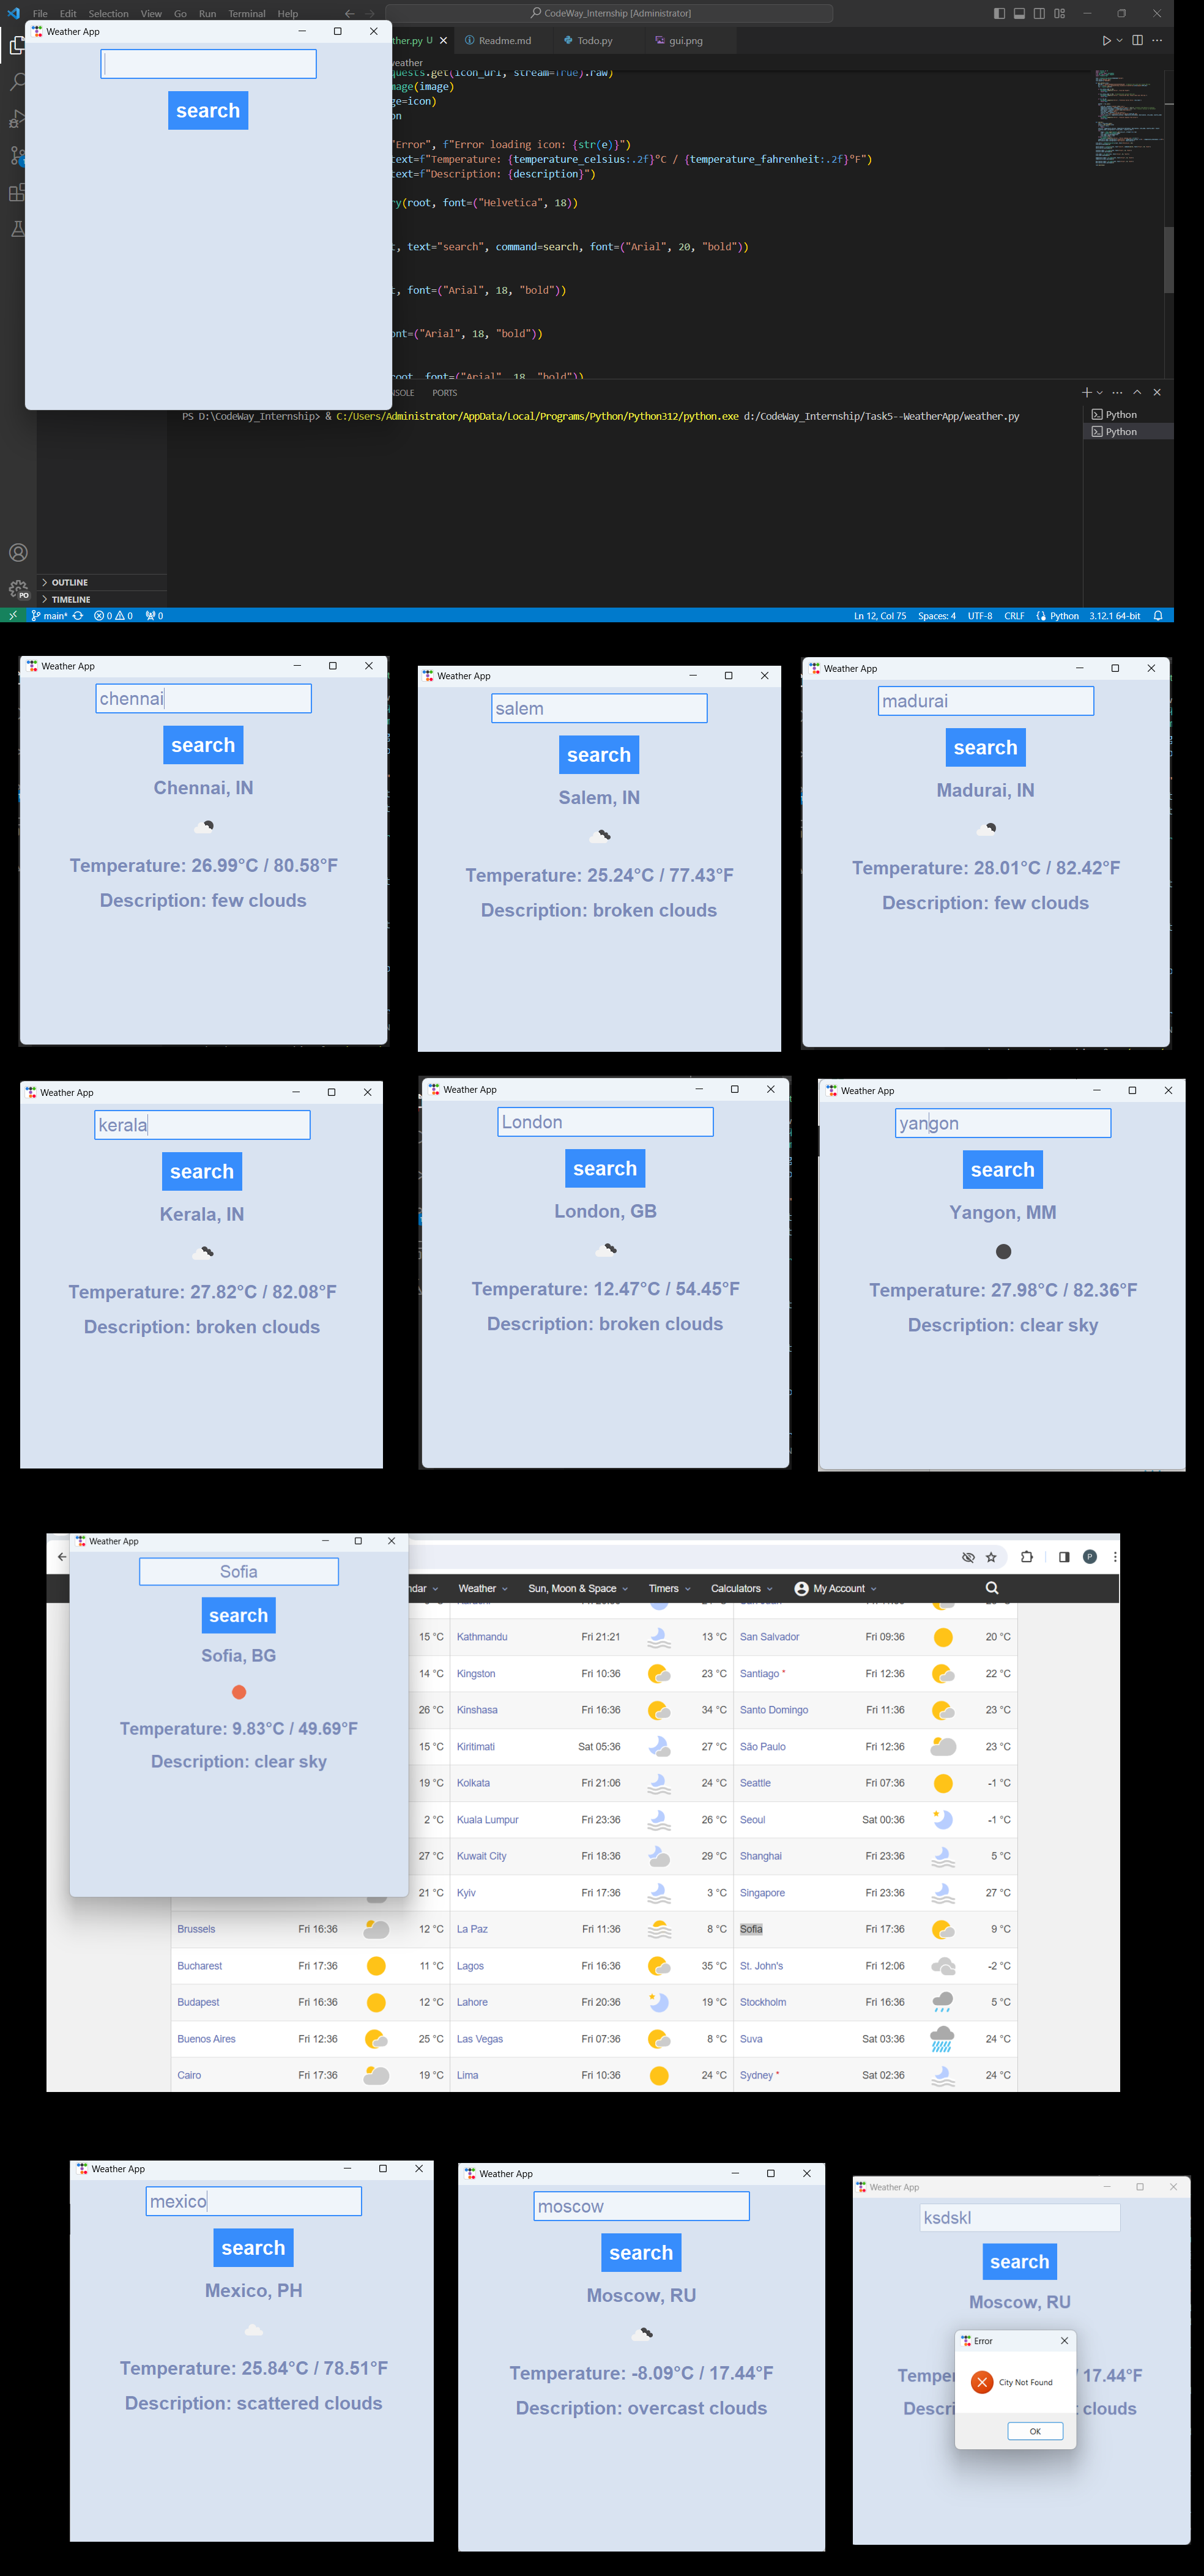 File Edit Selection View Go Run Terminal Help
CodeWay_Internship [Administrator]
Weather App
search
ther.py U
Readme.md
Todo.py
gui.png
weather
quests.get(icon_url, stream=True).raw)
mage(image)
ge=icon)
on
"Error", f"Error loading icon: {str(e)}")
text=f"Temperature: {temperature_celsius:.2f}°C / {temperature_fahrenheit:.2f}°F")
text=f"Description: {description}")
ry(root, font=("Helvetica", 18))
t, text="search", command=search, font=("Arial", 20, "bold"))
t, font=("Arial", 18, "bold"))
ont=("Arial", 18, "bold"))
root, font=("Arial", 18, "bold"))
NSOLE PORTS
PS D:\CodeWay_Internship> & C:/Users/Administrator/AppData/Local/Programs/Python/Python312/python.exe d:/CodeWay_Internship/Task5--WeatherApp/weather.py
Python
Python
PO
OUTLINE
TIMELINE
main* 0 0 0 Ln 12, Col 75 Spaces: 4 UTF-8 CRLF Python 3.12.1 64-bit
Weather App
chennai
search
Chennai, IN
Temperature: 26.99°C / 80.58°F
Description: few clouds
Weather App
salem
search
Salem, IN
Temperature: 25.24°C / 77.43°F
Description: broken clouds
Weather App
madurai
search
Madurai, IN
Temperature: 28.01°C / 82.42°F
Description: few clouds
Weather App
kerala
search
Kerala, IN
Temperature: 27.82°C / 82.08°F
Description: broken clouds
Weather App
London
search
London, GB
Temperature: 12.47°C / 54.45°F
Description: broken clouds
Weather App
yangon
search
Yangon, MM
Temperature: 27.98°C / 82.36°F
Description: clear sky
Weather App
Sofia
search
Sofia, BG
Temperature: 9.83°C / 49.69°F
Description: clear sky
P
ndar Weather Sun, Moon & Space Timers Calculators My Account
15 °C Kathmandu Fri 21:21 13 °C San Salvador Fri 09:36 20 °C
14 °C Kingston Fri 10:36 23 °C Santiago * Fri 12:36 22 °C
26 °C Kinshasa Fri 16:36 34 °C Santo Domingo Fri 11:36 23 °C
15 °C Kiritimati Sat 05:36 27 °C São Paulo Fri 12:36 23 °C
19 °C Kolkata Fri 21:06 24 °C Seattle Fri 07:36 -1 °C
2 °C Kuala Lumpur Fri 23:36 26 °C Seoul Sat 00:36 -1 °C
27 °C Kuwait City Fri 18:36 29 °C Shanghai Fri 23:36 5 °C
21 °C Kyiv Fri 17:36 3 °C Singapore Fri 23:36 27 °C
Brussels Fri 16:36 12 °C La Paz Fri 11:36 8 °C Sofia Fri 17:36 9 °C
Bucharest Fri 17:36 11 °C Lagos Fri 16:36 35 °C St. John's Fri 12:06 -2 °C
Budapest Fri 16:36 12 °C Lahore Fri 20:36 19 °C Stockholm Fri 16:36 5 °C
Buenos Aires Fri 12:36 25 °C Las Vegas Fri 07:36 8 °C Suva Sat 03:36 24 °C
Cairo Fri 17:36 19 °C Lima Fri 10:36 24 °C Sydney * Sat 02:36 24 °C
Weather App
mexico
search
Mexico, PH
Temperature: 25.84°C / 78.51°F
Description: scattered clouds
Weather App
moscow
search
Moscow, RU
Temperature: -8.09°C / 17.44°F
Description: overcast clouds
Weather App
ksdskl
search
Moscow, RU
Temper / 17.44°F
Descri t clouds
Error
City Not Found
OK